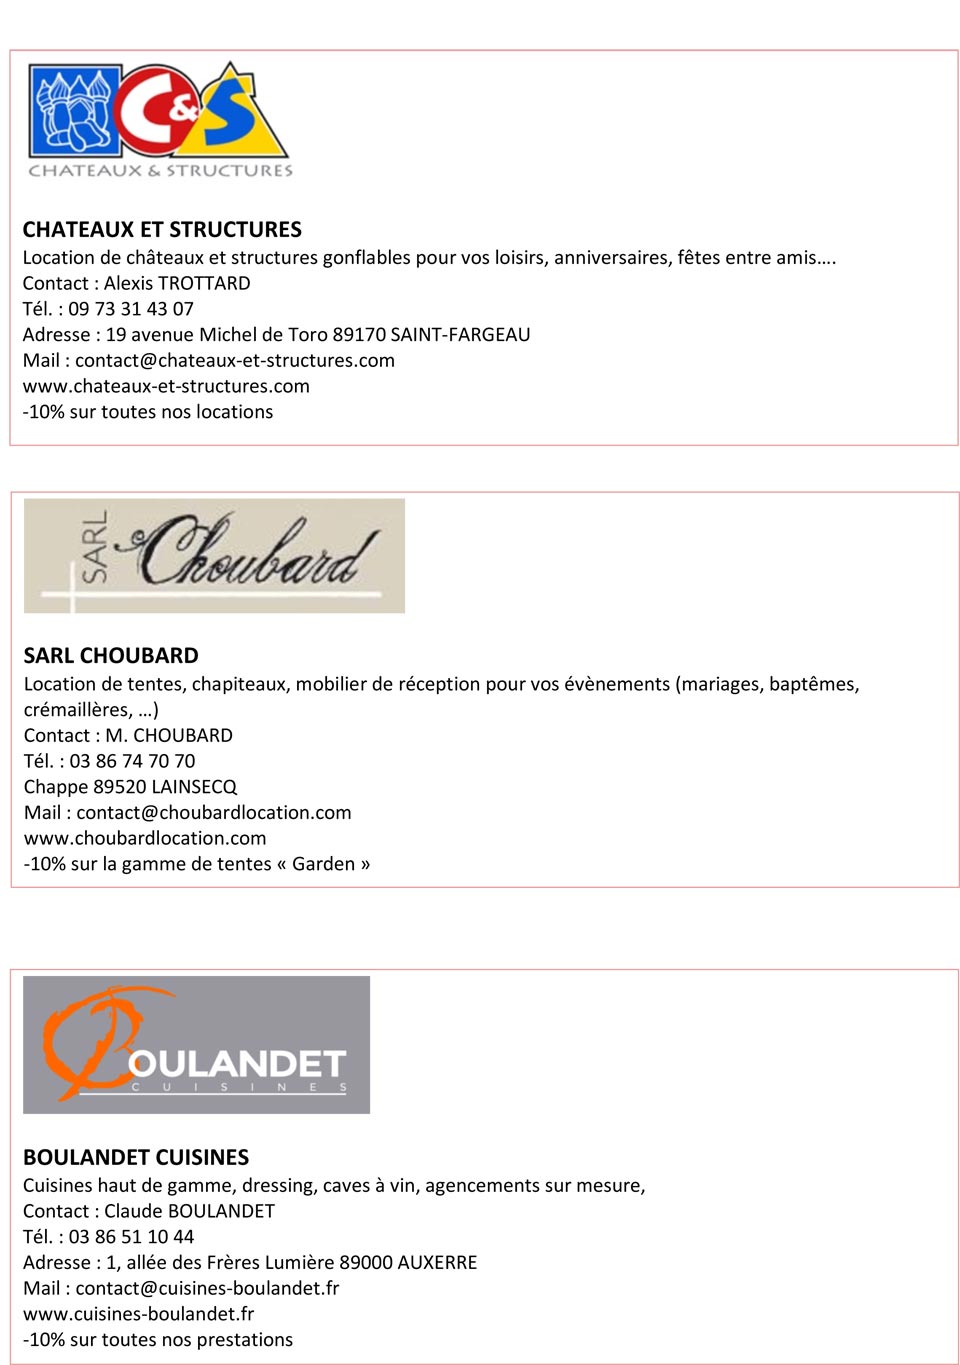 C&S
CHATEAUX & STRUCTURES
CHATEAUX ET STRUCTURES
Location de châteaux et structures gonflables pour vos loisirs, anniversaires, fêtes entre amis….
Contact : Alexis TROTTARD
Tél. : 09 73 31 43 07
Adresse : 19 avenue Michel de Toro 89170 SAINT-FARGEAU
Mail : contact@chateaux-et-structures.com
www.chateaux-et-structures.com
-10% sur toutes nos locations
SARL Choubard
SARL CHOUBARD
Location de tentes, chapiteaux, mobilier de réception pour vos évènements (mariages, baptêmes,
crémaillères, …)
Contact : M. CHOUBARD
Tél. : 03 86 74 70 70
Chappe 89520 LAINSECQ
Mail : contact@choubardlocation.com
www.choubardlocation.com
-10% sur la gamme de tentes « Garden »
BOULANDET
CUISINES
BOULANDET CUISINES
Cuisines haut de gamme, dressing, caves à vin, agencements sur mesure,
Contact : Claude BOULANDET
Tél. : 03 86 51 10 44
Adresse : 1, allée des Frères Lumière 89000 AUXERRE
Mail : contact@cuisines-boulandet.fr
www.cuisines-boulandet.fr
-10% sur toutes nos prestations